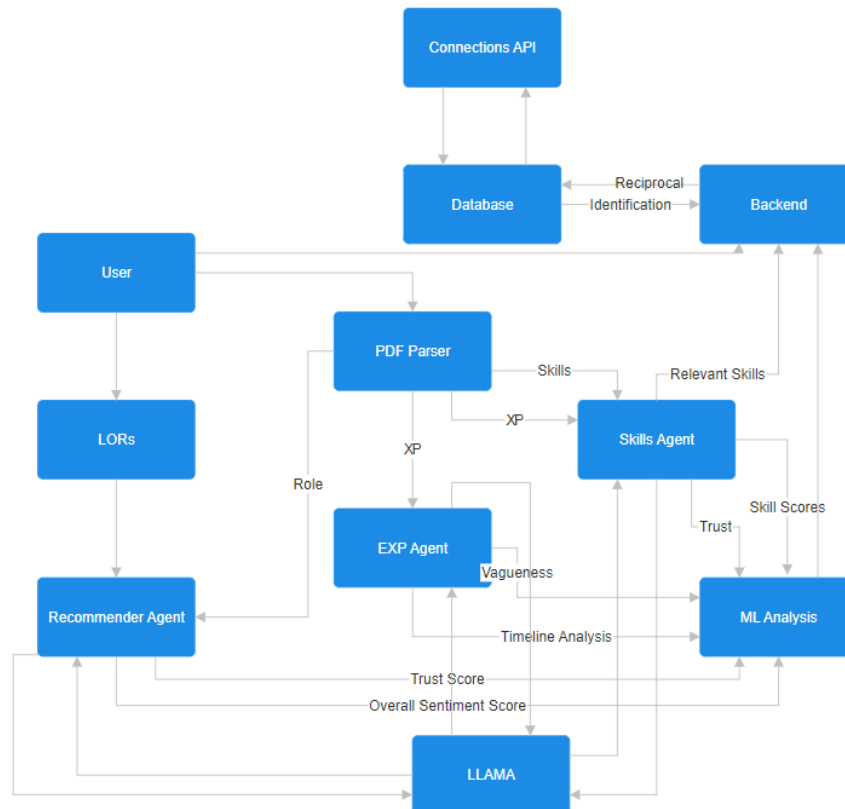 Connections API
Database
Reciprocal
Identification
Backend
User
PDF Parser
Skills
Relevant Skills
XP
XP
LORs
Skills Agent
Role
Skill Scores
Trust
EXP Agent
Vagueness
Recommender Agent
Timeline Analysis
ML Analysis
Trust Score
Overall Sentiment Score
LLAMA